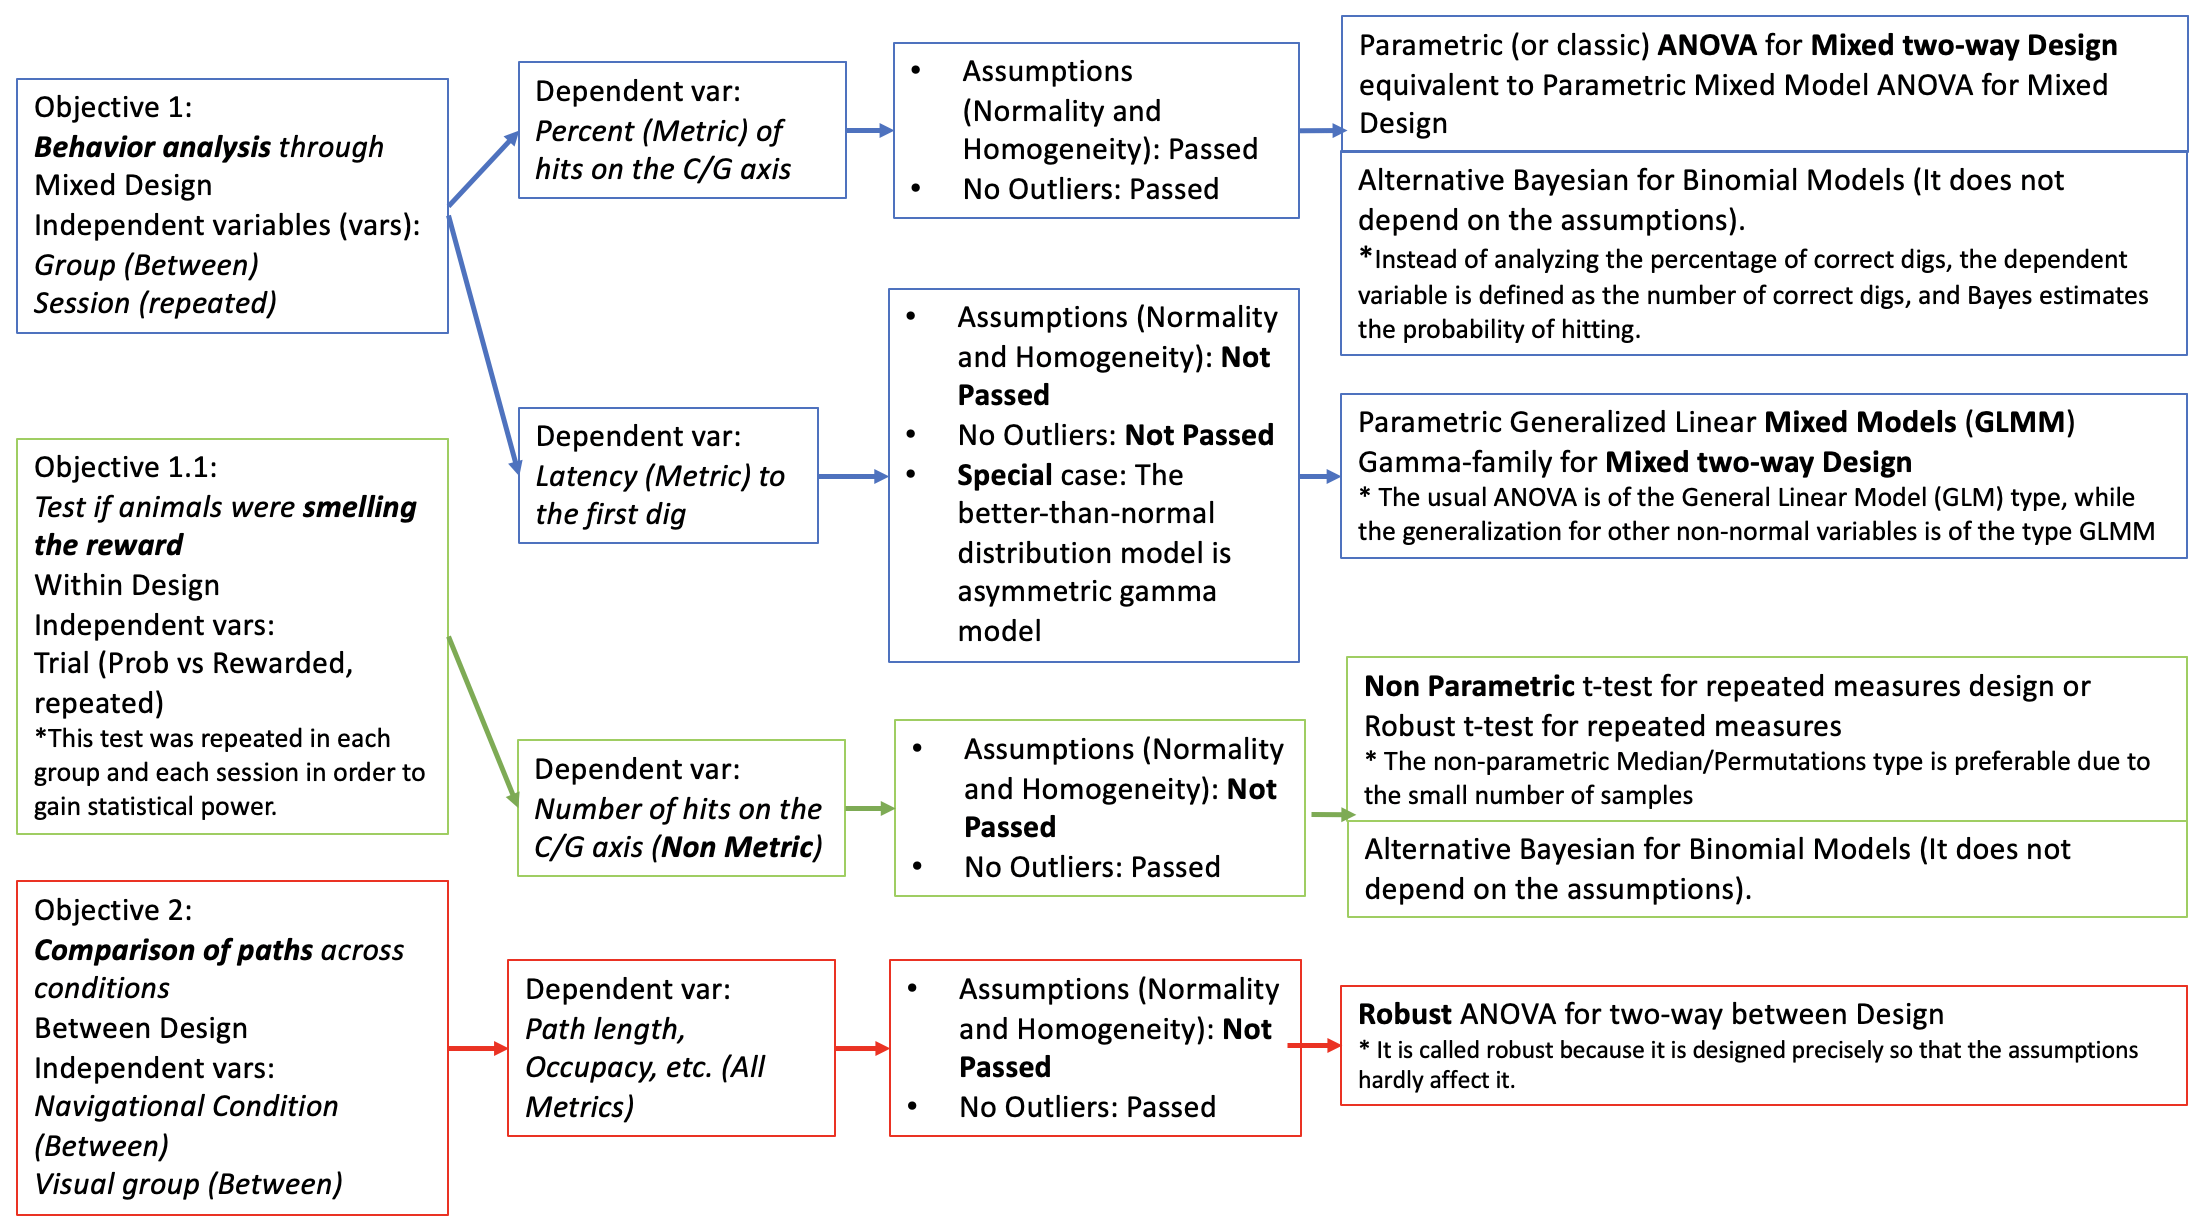 Objective 1:
Behavior analysis through
Mixed Design
Independent variables (vars):
Group (Between)
Session (repeated)
Dependent var:
Percent (Metric) of
hits on the C/G axis
• Assumptions
(Normality and
Homogeneity): Passed
• No Outliers: Passed
Parametric (or classic) ANOVA for Mixed two-way Design
equivalent to Parametric Mixed Model ANOVA for Mixed
Design
Alternative Bayesian for Binomial Models (It does not
depend on the assumptions).
*Instead of analyzing the percentage of correct digs, the dependent
variable is defined as the number of correct digs, and Bayes estimates
the probability of hitting.
Dependent var:
Latency (Metric) to
the first dig
• Assumptions (Normality
and Homogeneity): Not
Passed
• No Outliers: Not Passed
• Special case: The
better-than-normal
distribution model is
asymmetric gamma
model
Parametric Generalized Linear Mixed Models (GLMM)
Gamma-family for Mixed two-way Design
* The usual ANOVA is of the General Linear Model (GLM) type, while
the generalization for other non-normal variables is of the type GLMM
Objective 1.1:
Test if animals were smelling
the reward
Within Design
Independent vars:
Trial (Prob vs Rewarded,
repeated)
*This test was repeated in each
group and each session in order to
gain statistical power.
Dependent var:
Number of hits on the
C/G axis (Non Metric)
• Assumptions (Normality
and Homogeneity): Not
Passed
• No Outliers: Passed
Non Parametric t-test for repeated measures design or
Robust t-test for repeated measures
* The non-parametric Median/Permutations type is preferable due to
the small number of samples
Alternative Bayesian for Binomial Models (It does not
depend on the assumptions).
Objective 2:
Comparison of paths across
conditions
Between Design
Independent vars:
Navigational Condition
(Between)
Visual group (Between)
Dependent var:
Path length,
Occupacy, etc. (All
Metrics)
• Assumptions (Normality
and Homogeneity): Not
Passed
• No Outliers: Passed
Robust ANOVA for two-way between Design
* It is called robust because it is designed precisely so that the assumptions
hardly affect it.